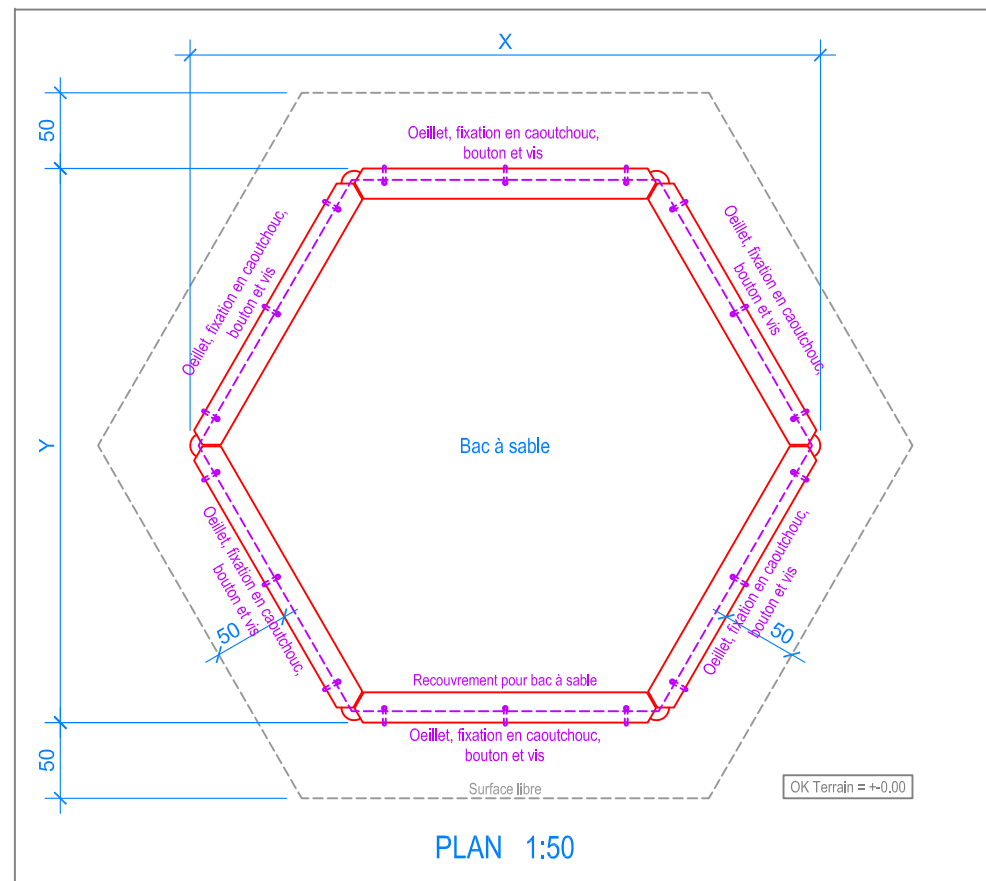 X
50
Oeillet, fixation en caoutchouc,
bouton et vis
Oeillet, fixation en caoutchouc,
bouton et vis
Oeillet, fixation en caoutchouc,
bouton et vis
Y
Bac à sable
Oeillet, fixation en caoutchouc,
bouton et vis
Oeillet, fixation en caoutchouc,
bouton et vis
50
50
Recouvrement pour bac à sable
Oeillet, fixation en caoutchouc,
bouton et vis
50
Surface libre
OK Terrain = +-0.00
PLAN 1:50